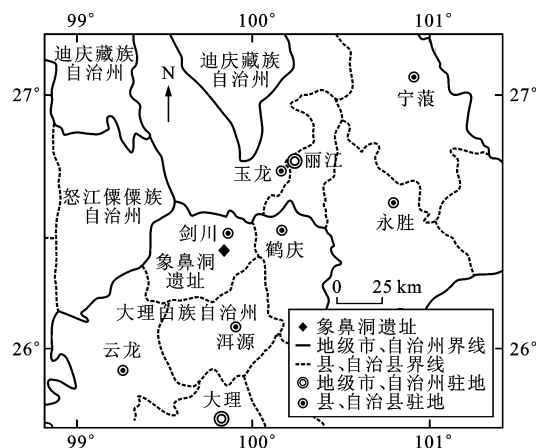 99°
100°
101°
迪庆藏族
自治州
N
迪庆藏族
自治州
27°
27°
宁蒗
丽江
玉龙
怒江傈僳族
自治州
永胜
剑川
鹤庆
象鼻洞
遗址
0 25 km
大理白族自治州
洱源
26°
26°
云龙
大理
象鼻洞遗址
地级市、自治州界线
县、自治县界线
地级市、自治州驻地
县、自治县驻地
99°
100°
101°